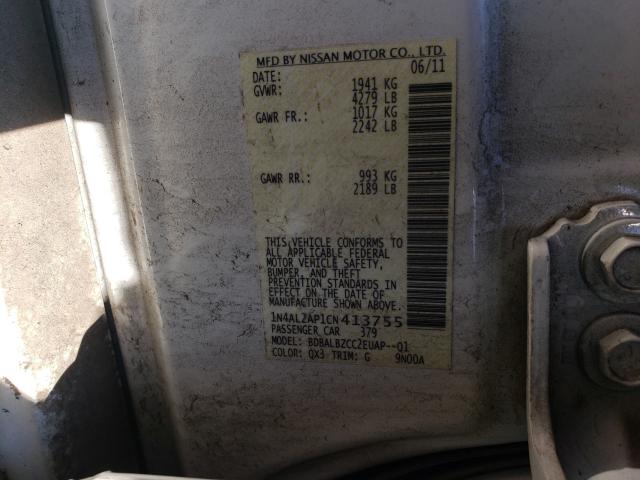 MFD BY NISSAN MOTOR CO., LTD.
DATE: 06/11
GVWR: 1941 KG
4279 LB
GAWR FR.: 1017 KG
2242 LB
GAWR RR.: 993 KG
2189 LB
THIS VEHICLE CONFORMS TO
ALL APPLICABLE FEDERAL
MOTOR VEHICLE SAFETY,
BUMPER, AND THEFT
PREVENTION STANDARDS IN
EFFECT ON THE DATE OF
MANUFACTURE SHOWN ABOVE.
1N4AL2AP1CN413755
PASSENGER CAR 379
MODEL: BDBALBZCC2EUAP--01
COLOR: QX3 TRIM: G 9N00A